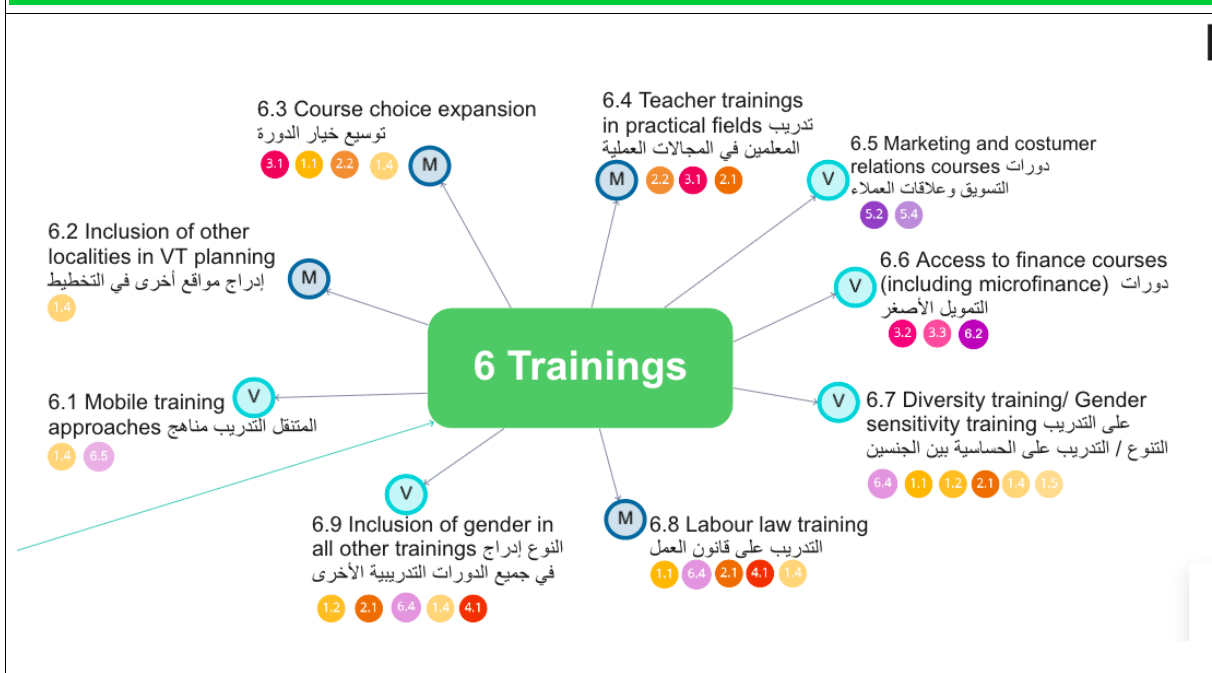 6.3 Course choice expansion
توسيع خيار الدورة
3.1 1.1 2.2 1.4 M
6.4 Teacher trainings
in practical fields تدريب
المعلمين في المجالات العملية
M 2.2 3.1 2.1
6.5 Marketing and costumer
relations courses دورات
التسويق وعلاقات العملاء
V
5.2 5.4
6.2 Inclusion of other
localities in VT planning
إدراج مواقع أخرى في التخطيط
M
1.4
6.6 Access to finance courses
(including microfinance) دورات
التمويل الأصغر
V
3.2 3.3 6.2
6 Trainings
6.1 Mobile training
approaches المتنقل التدريب مناهج
V
1.4 6.5
6.7 Diversity training/ Gender
sensitivity training على التدريب
التنوع / التدريب على الحساسية بين الجنسين
V
6.4 1.1 1.2 2.1 1.4 1.5
V
6.9 Inclusion of gender in
all other trainings النوع إدراج
في جميع الدورات التدريبية الأخرى
1.2 2.1 6.4 1.4 4.1
M
6.8 Labour law training
التدريب على قانون العمل
1.1 6.4 2.1 4.1 1.4